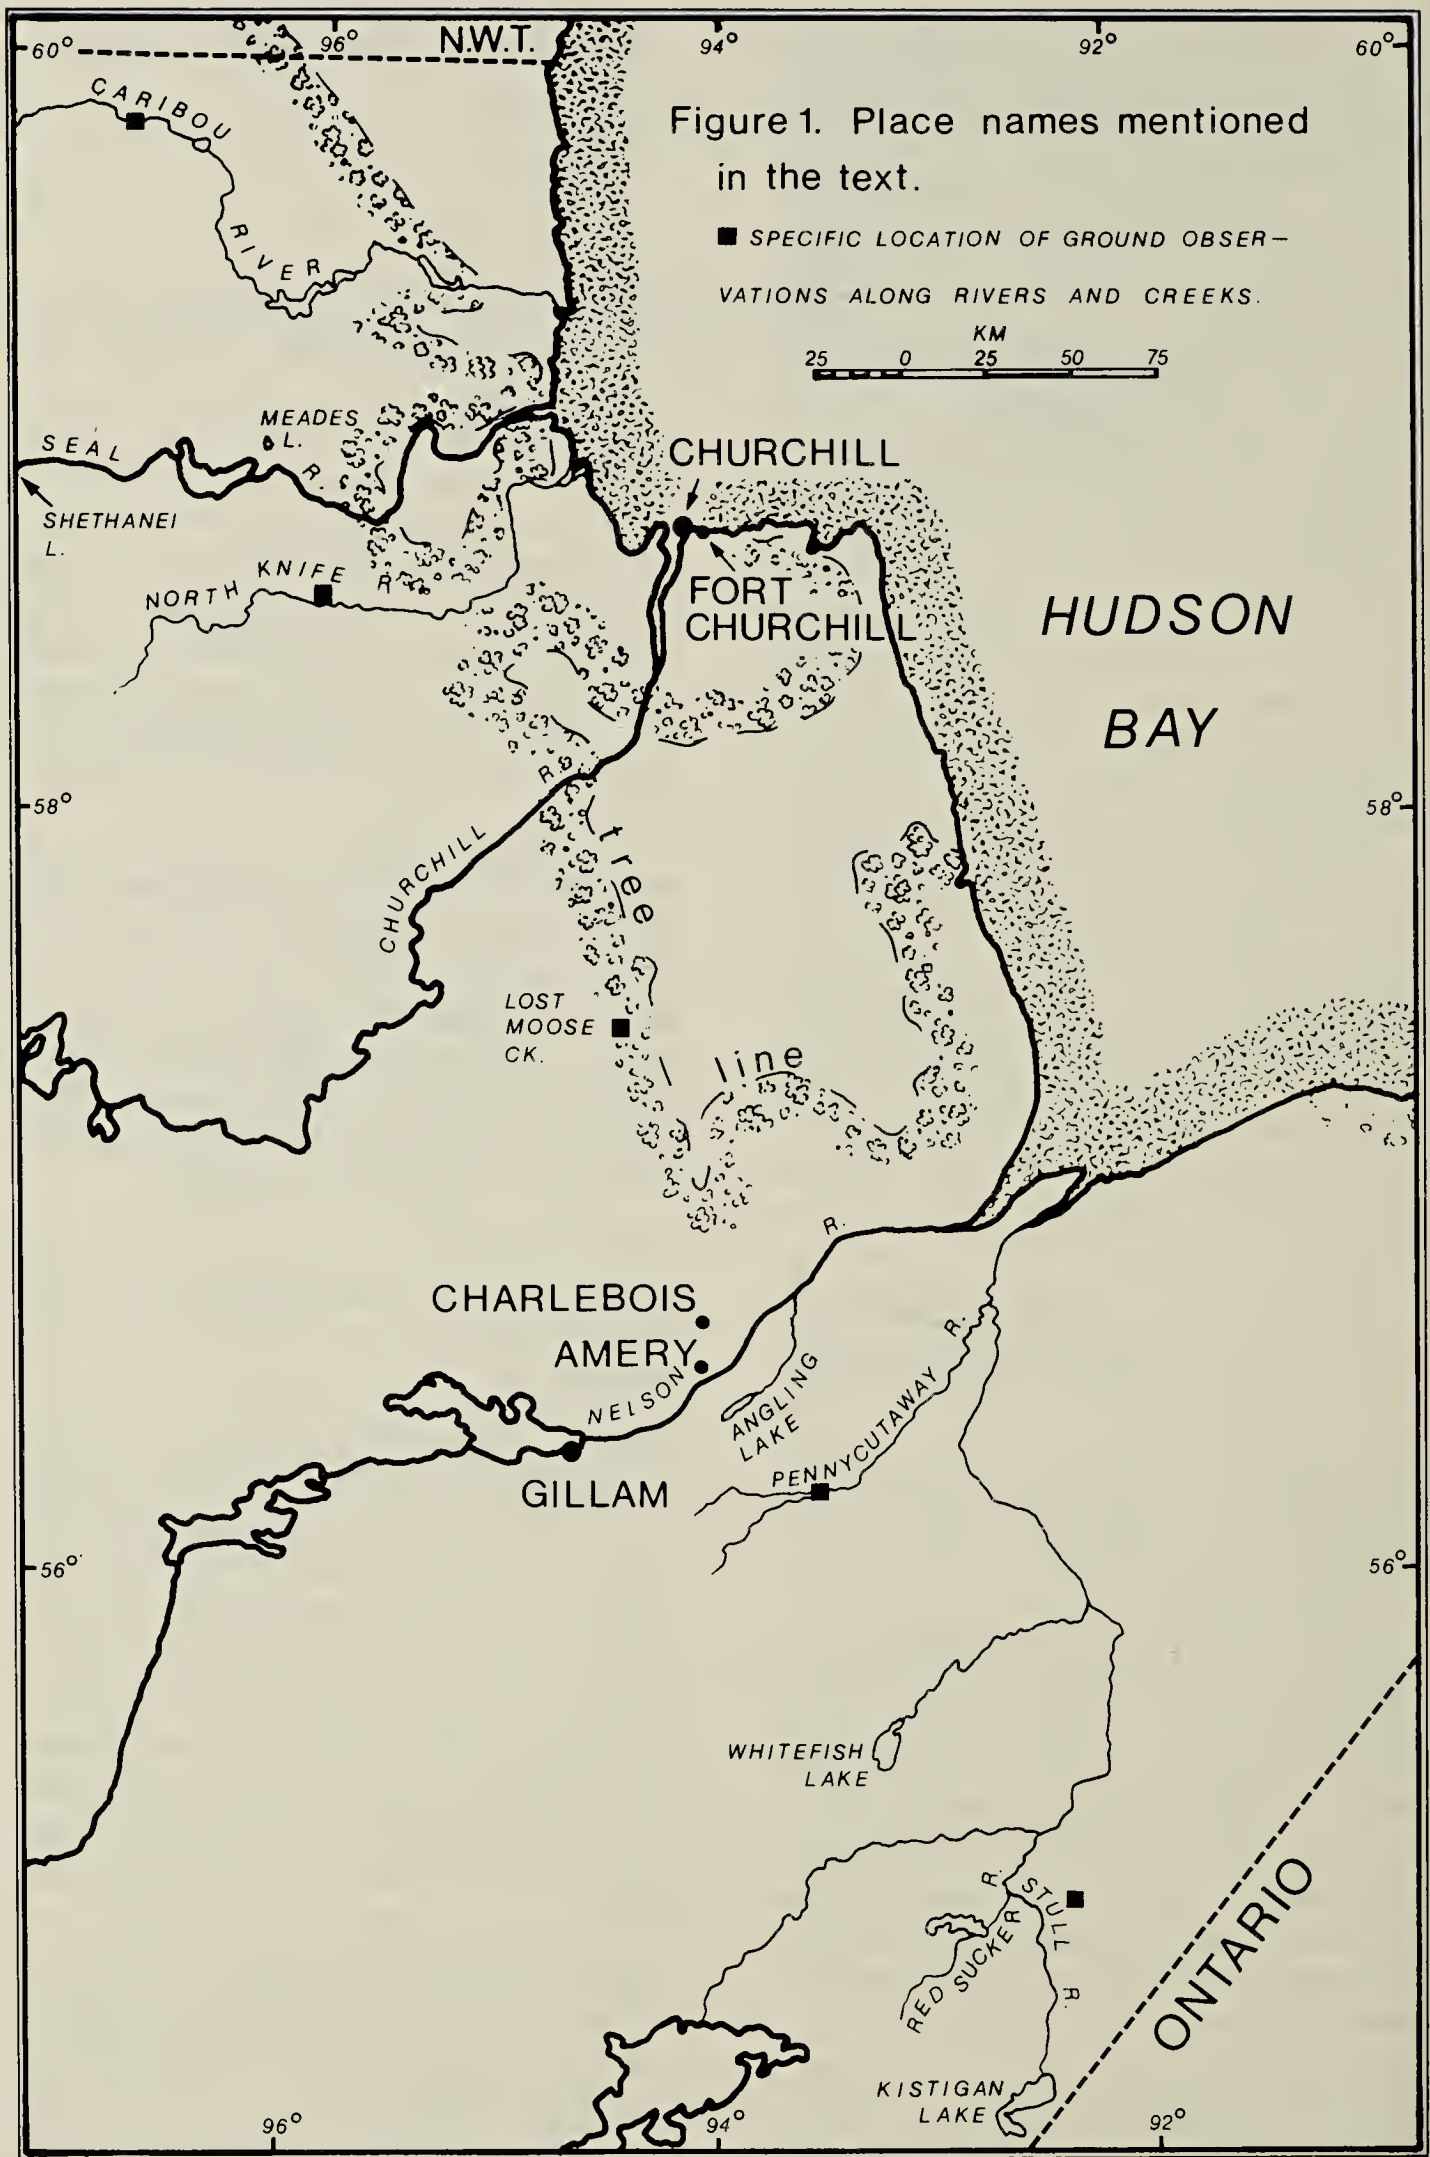 60°
96°
N.W.T.
94°
92°
60°
CARIBOU
RIVER
Figure 1. Place names mentioned
in the text.
SPECIFIC LOCATION OF GROUND OBSER–
VATIONS ALONG RIVERS AND CREEKS.
KM
25 0 25 50 75
MEADES
L.
SEAL
R.
SHETHANEI
L.
CHURCHILL
FORT
CHURCHILL
NORTH KNIFE R
HUDSON
BAY
58°
58°
CHURCHILL R
tree
line
LOST
MOOSE
CK.
CHARLEBOIS
AMERY
NELSON
R.
GILLAM
ANGLING
LAKE
PENNYCUTAWAY R.
56°
56°
WHITEFISH
LAKE
RED SUCKER R.
STULL R.
ONTARIO
KISTIGAN
LAKE
96°
94°
92°